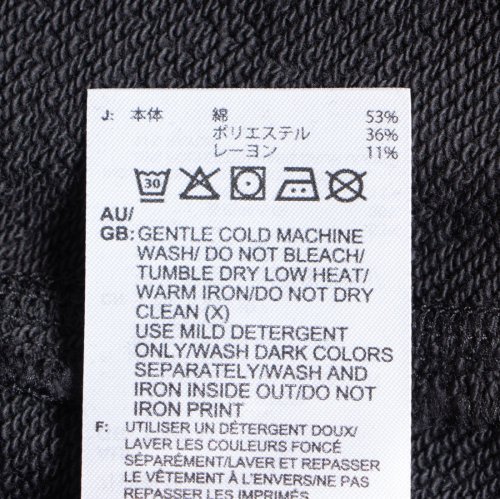 J: 本体 綿 53%
ポリエステル 36%
レーヨン 11%
30
AU/
GB: GENTLE COLD MACHINE
WASH/ DO NOT BLEACH/
TUMBLE DRY LOW HEAT/
WARM IRON/DO NOT DRY
CLEAN (X)
USE MILD DETERGENT
ONLY/WASH DARK COLORS
SEPARATELY/WASH AND
IRON INSIDE OUT/DO NOT
IRON PRINT
F: UTILISER UN DÉTERGENT DOUX/
LAVER LES COULEURS FONCÉ
SÉPARÉMENT/LAVER ET REPASSER
LE VÊTEMENT À L'ENVERS/NE PAS
REPASSER LES IMPRIMÉS